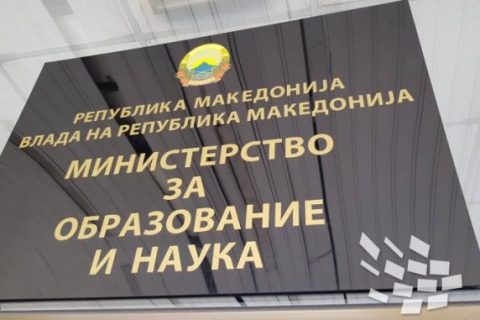 РЕПУБЛИКА МАКЕДОНИЈА
ВЛАДА НА РЕПУБЛИКА МАКЕДОНИЈА
МИНИСТЕРСТВО
ЗА
ОБРАЗОВАНИЕ
И НАУКА